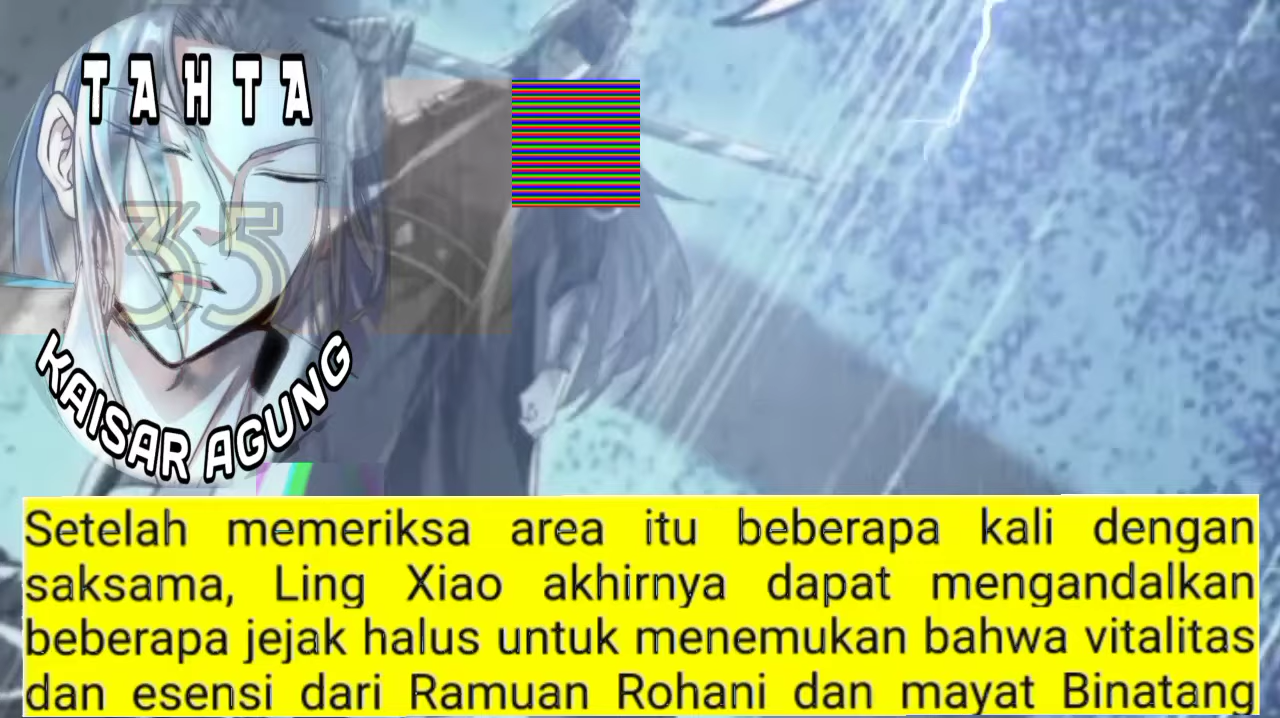 TAHTA
35
KAISAR AGUNG
Setelah memeriksa area itu beberapa kali dengan
saksama, Ling Xiao akhirnya dapat mengandalkan
beberapa jejak halus untuk menemukan bahwa vitalitas
dan esensi dari Ramuan Rohani dan mayat Binatang